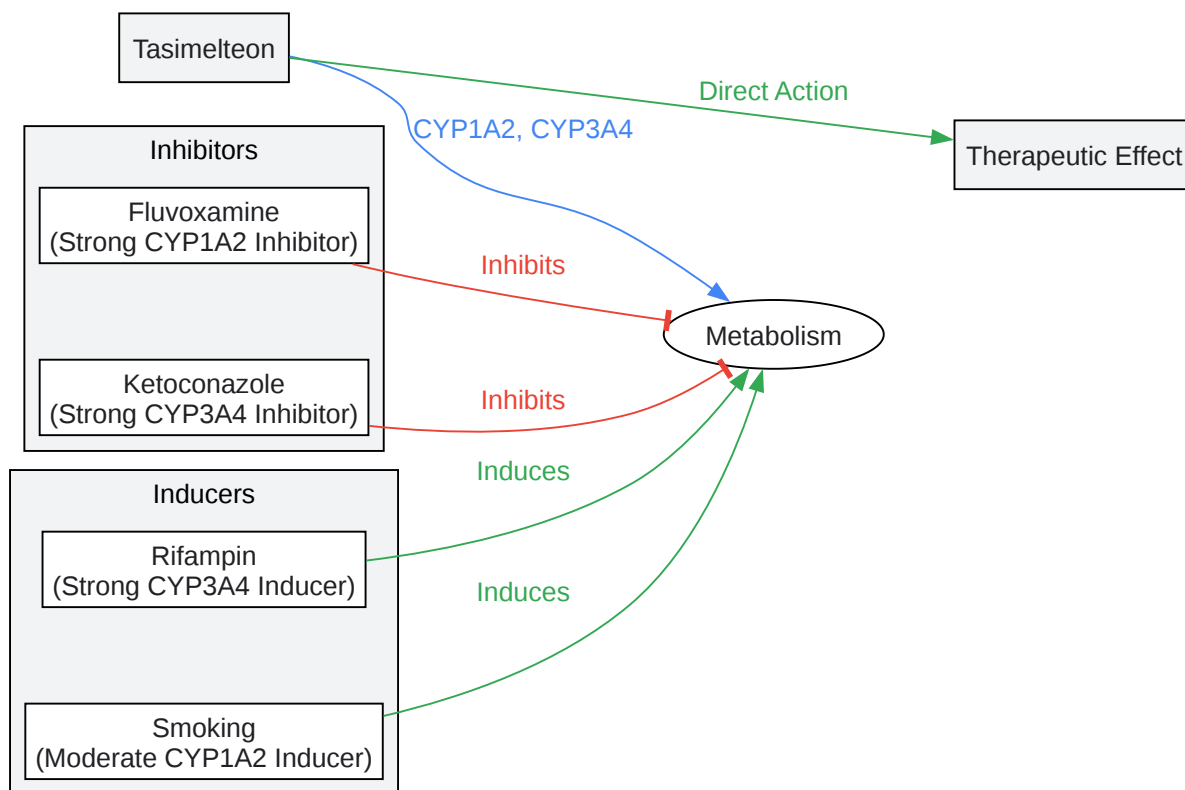 Tasimelteon
Direct Action
CYP1A2, CYP3A4
Therapeutic Effect
Inhibitors
Fluvoxamine
(Strong CYP1A2 Inhibitor)
Inhibits
Metabolism
Ketoconazole
(Strong CYP3A4 Inhibitor)
Inhibits
Induces
Inducers
Rifampin
(Strong CYP3A4 Inducer)
Induces
Smoking
(Moderate CYP1A2 Inducer)